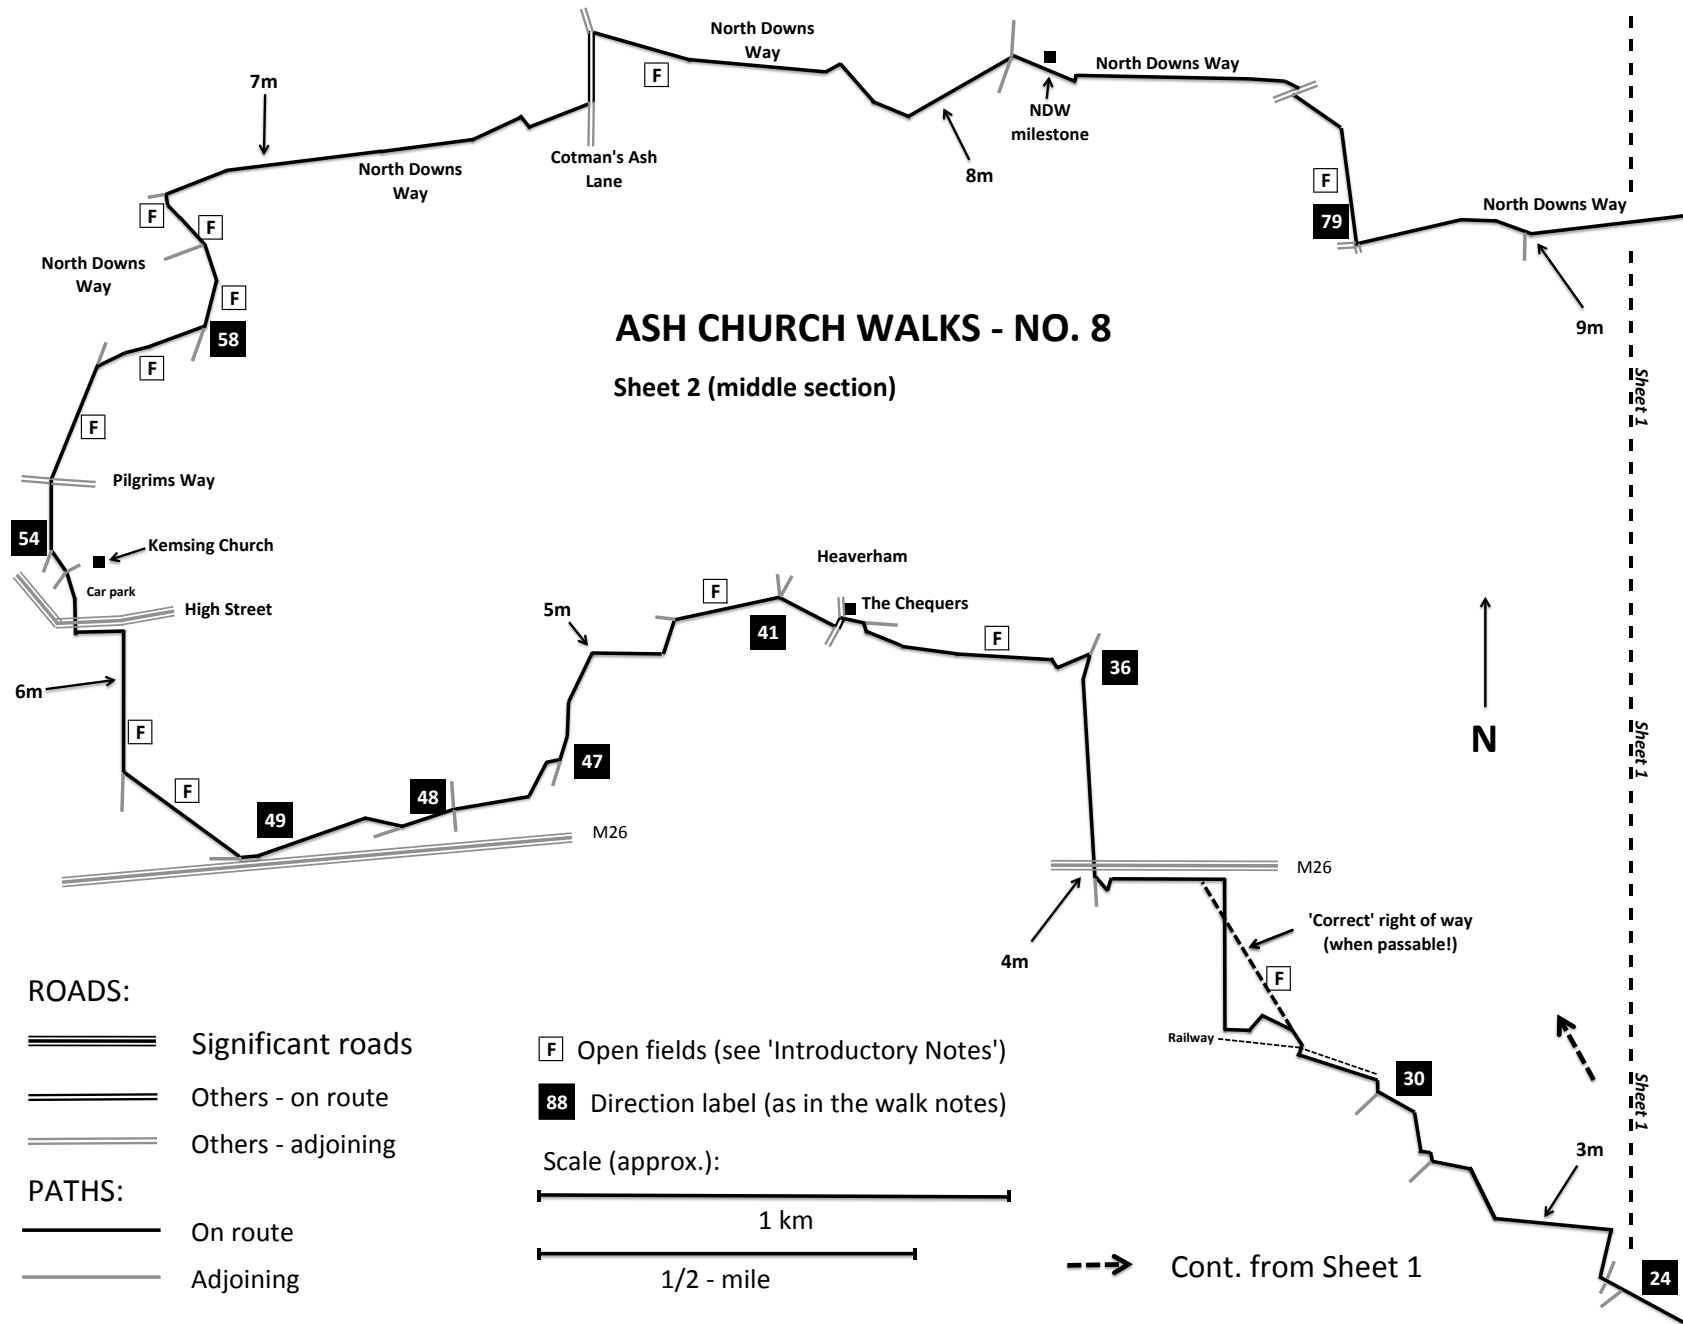 North Downs
Way
F
7m
North Downs Way
NDW
milestone
Cotman's Ash
Lane
North Downs
Way
8m
F
79
North Downs Way
F
F
North Downs
Way
F
58
F
ASH CHURCH WALKS - NO. 8
9m
Sheet 2 (middle section)
Sheet 1
F
Pilgrims Way
54
Kemsing Church
Car park
High Street
Heaverham
5m
F
The Chequers
41
F
36
6m
F
N
Sheet 1
47
F
48
49
M26
M26
'Correct' right of way
(when passable!)
4m
F
Railway
30
Sheet 1
3m
24
ROADS:
Significant roads
Others - on route
Others - adjoining
PATHS:
On route
Adjoining
F Open fields (see 'Introductory Notes')
88 Direction label (as in the walk notes)
Scale (approx.):
1 km
1/2 - mile
Cont. from Sheet 1